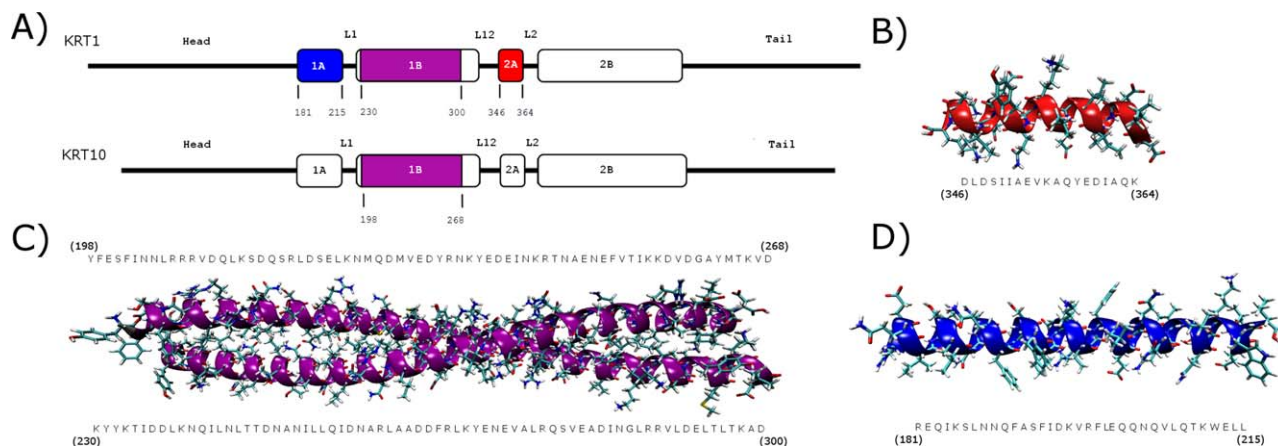 A)
KRT1
Head
L1
L12
L2
Tail
1A
1B
2A
2B
181
215
230
300
346
364
KRT10
Head
L1
L12
L2
Tail
1A
1B
2A
2B
198
268
B)
DLDSIIAEVKAQYEDIAQK
(346)
(364)
C)
(198)
(268)
YFESFINNLRRRVDQLKSDQSRLDSELKNMQDMVEDYRNKYEDEINKRTNAENEFVTIKKDVDGAYMTKVD
KYYKTIDDLKNQILNLTTDNANILLQIDNARLAADDFRLKYENEVALRQSVEADINGLRRVLDELTLTKAD
(230)
(300)
D)
REQIKSLNNQFASFIDKVRFLEQQNQVLQTKWELL
(181)
(215)